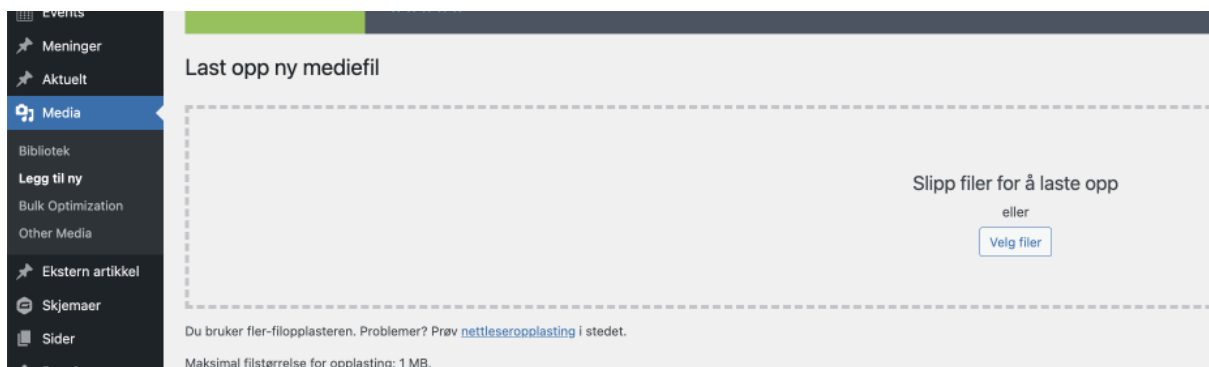 Events
Meninger
Aktuelt
Media
Bibliotek
Legg til ny
Bulk Optimization
Other Media
Ekstern artikkel
Skjemaer
Sider
Last opp ny mediefil
Slipp filer for å laste opp
eller
Velg filer
Du bruker fler-filopplasteren. Problemer? Prøv nettleseropplasting i stedet.
Maksimal filstørrelse for opplasting: 1 MB.